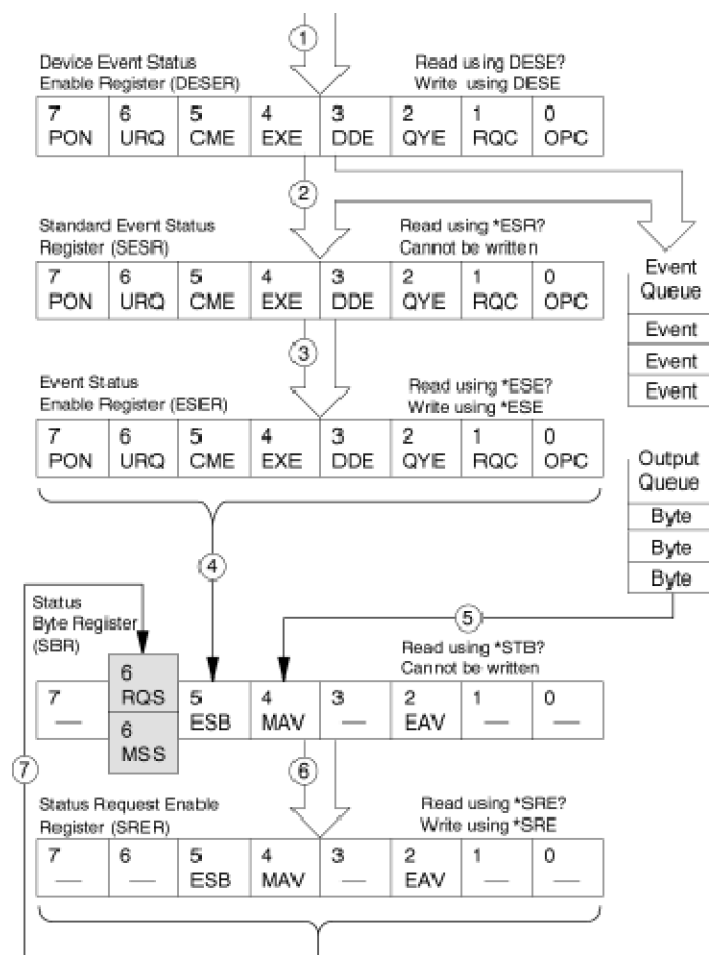 1
Device Event Status
Enable Register (DESER)
Read using DESE?
Write using DESE
7 6 5 4 3 2 1 0
PON URQ CME EXE DDE QYE RQC OPC
2
Standard Event Status
Register (SESR)
Read using *ESR?
Cannot be written
7 6 5 4 3 2 1 0
PON URQ CME EXE DDE QYE RQC OPC
Event
Queue
Event
Event
Event
3
Event Status
Enable Register (ESER)
Read using *ESE?
Write using *ESE
7 6 5 4 3 2 1 0
PON URQ CME EXE DDE QYE RQC OPC
Output
Queue
Byte
Byte
Byte
4
5
Status
Byte Register
(SBR)
Read using *STB?
Cannot be written
6
RQS
6
MSS
7 5 4 3 2 1 0
— ESB MAV — EAV — —
7
6
Status Request Enable
Register (SRER)
Read using *SRE?
Write using *SRE
7 6 5 4 3 2 1 0
— — ESB MAV — EAV — —